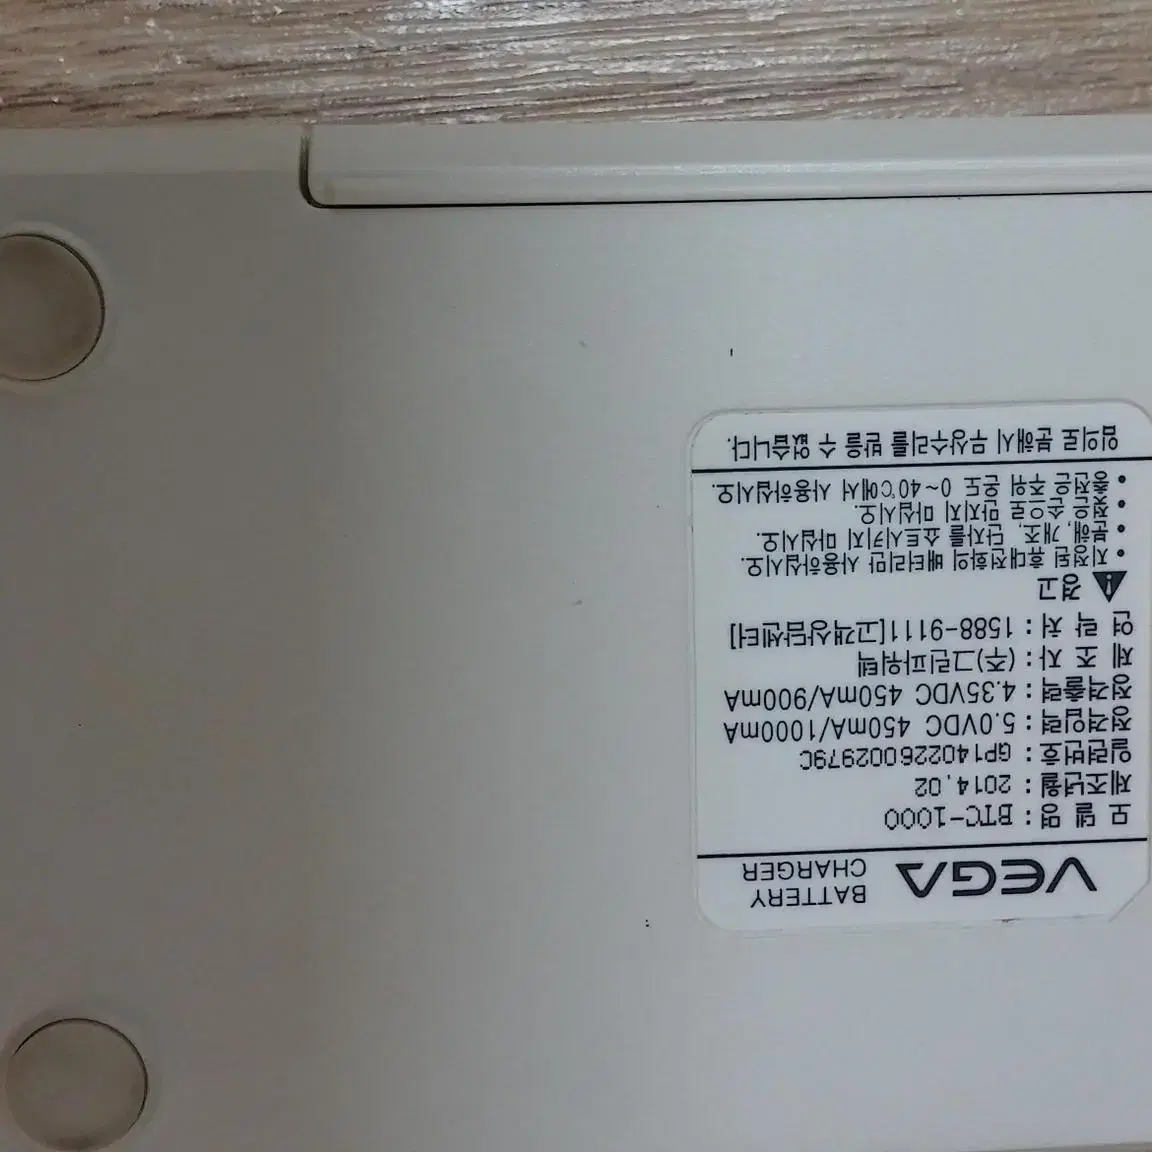 VEGA BATTERY
CHARGER
모 델 명 : BTC-1000
제조년월 : 2014.02
일련번호 : GP140226002979C
정격입력 : 5.0VDC 450mA/1000mA
정격출력 : 4.35VDC 450mA/900mA
제 조 자 : (주)그린파워텍
연 락 처 : 1588-9111[고객상담센터]
경고
• 지정된 휴대전화의 배터리만 사용하십시오.
• 분해, 개조, 단자를 쇼트시키지 마십시오.
• 젖은 손으로 만지지 마십시오.
• 충전은 주위 온도 0~40℃에서 사용하십시오.
임의로 분해시 무상수리를 받을 수 없습니다.